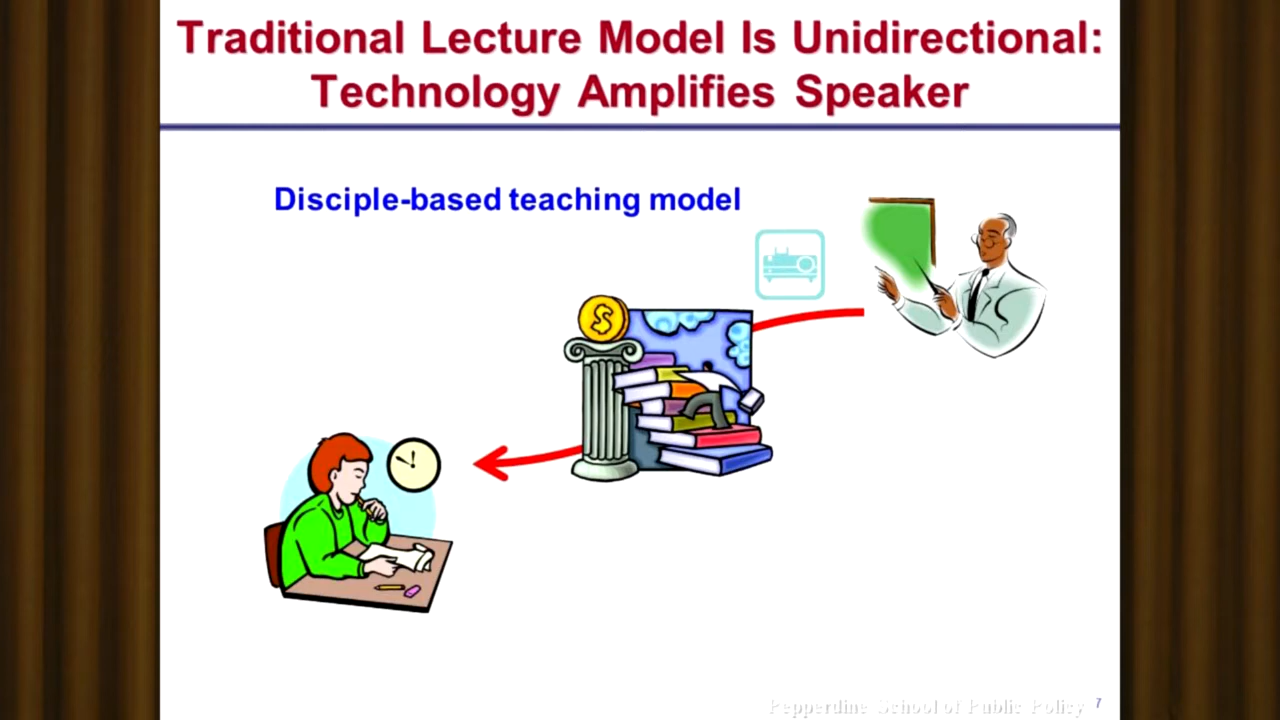 Traditional Lecture Model Is Unidirectional:
Technology Amplifies Speaker
Disciple-based teaching model
$
Pepperdine School of Public Policy 7